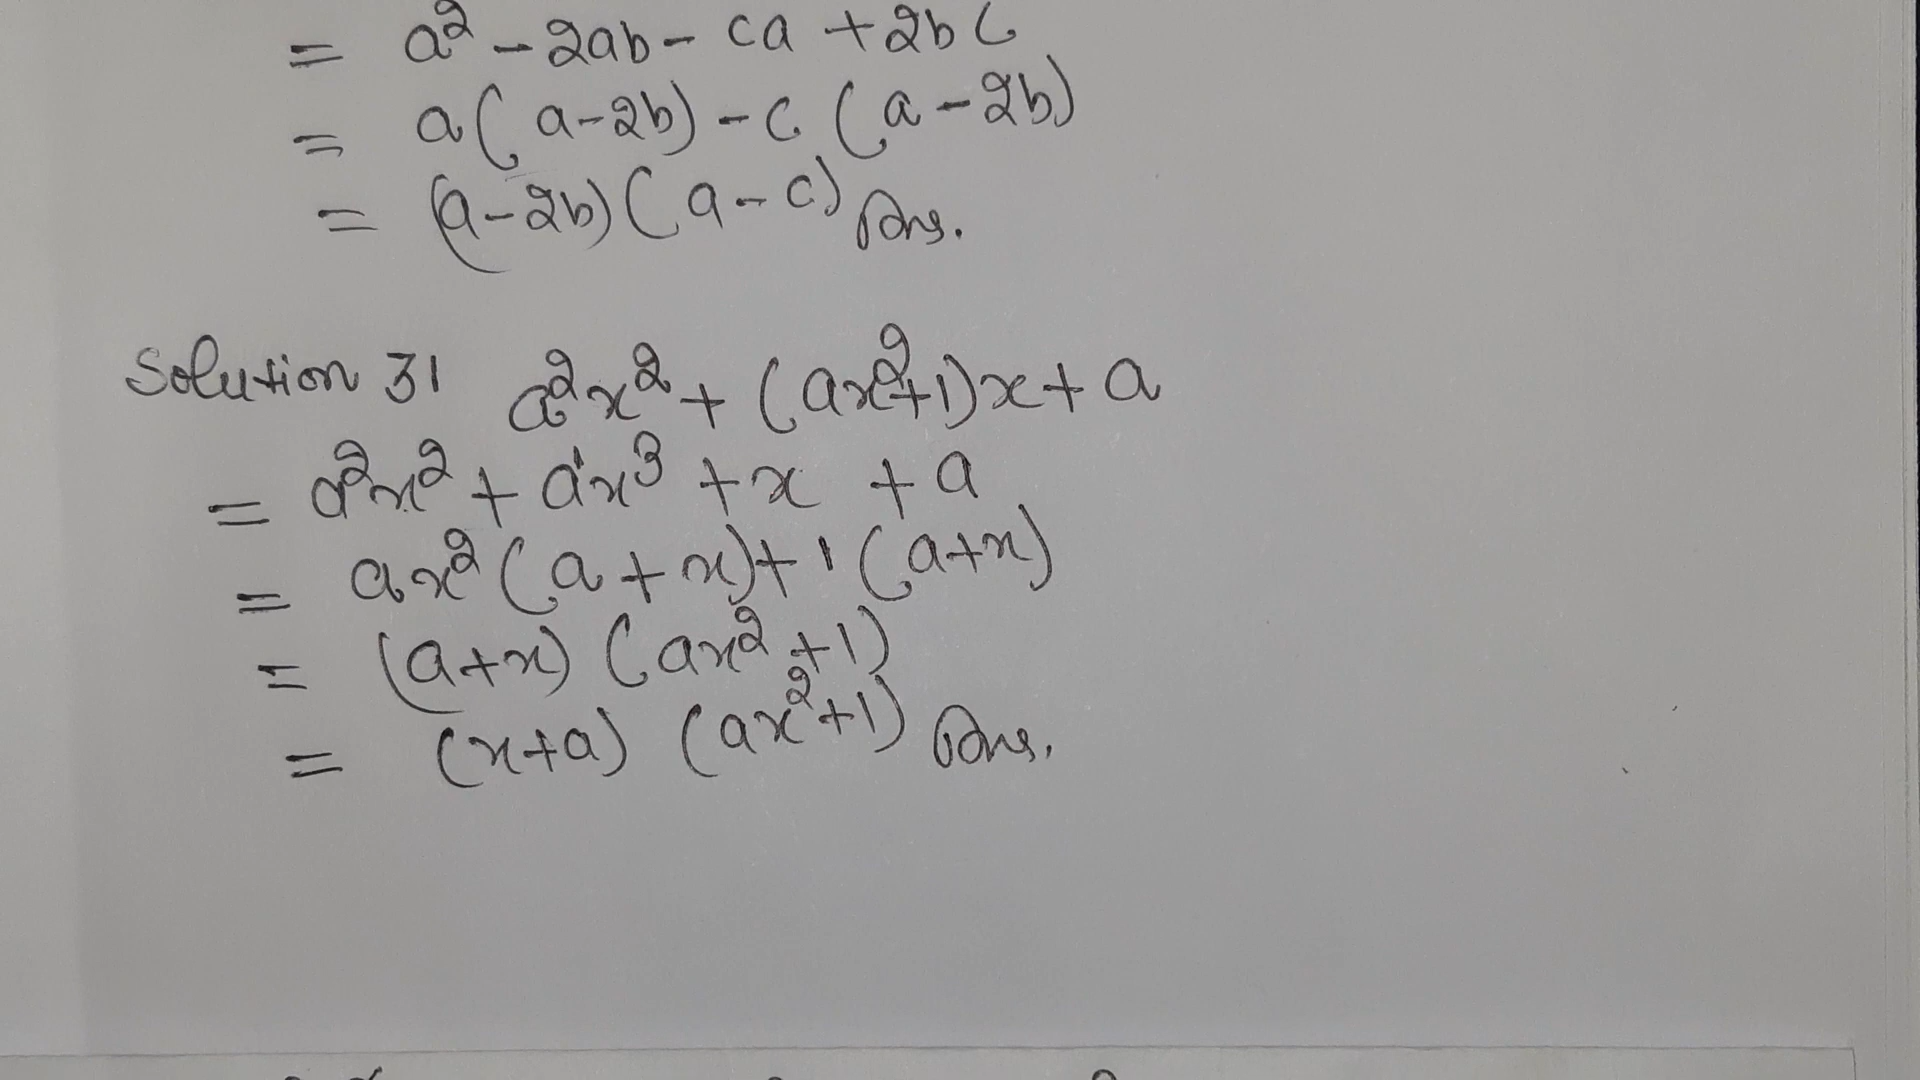 = a² - 2ab - ca + 2bc
= a(a-2b) - c(a-2b)
= (a-2b)(a-c) Ans.
Solution 31 a²x² + (ax²+1)x + a
= a²x² + a¹x³ + x + a
= ax²(a+x) + 1(a+x)
= (a+x)(ax²+1)
= (x+a)(ax²+1) Ans.